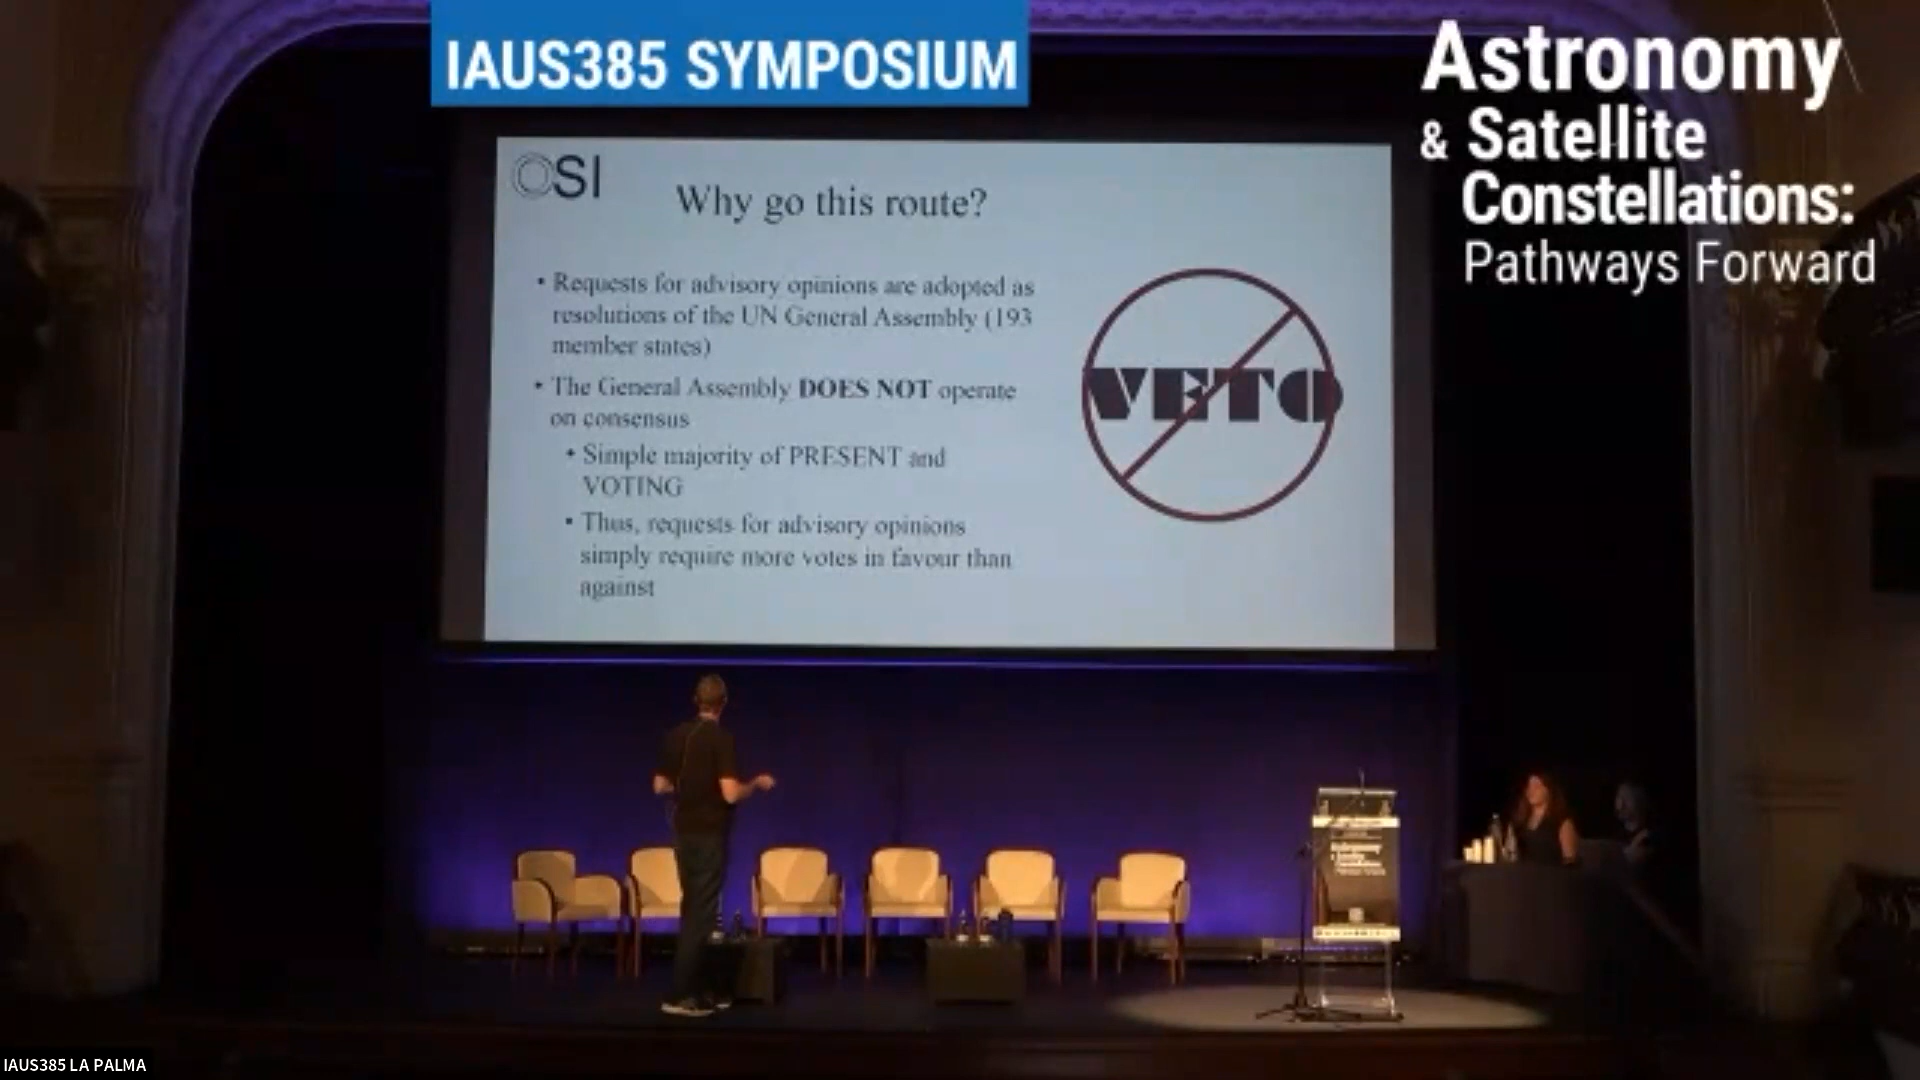 IAUS385 SYMPOSIUM
Astronomy
& Satellite
Constellations:
Pathways Forward
OSI
Why go this route?
• Requests for advisory opinions are adopted as
resolutions of the UN General Assembly (193
member states)
• The General Assembly DOES NOT operate
on consensus
• Simple majority of PRESENT and
VOTING
• Thus, requests for advisory opinions
simply require more votes in favour than
against
VETO
Astronomy
IAUS385 LA PALMA